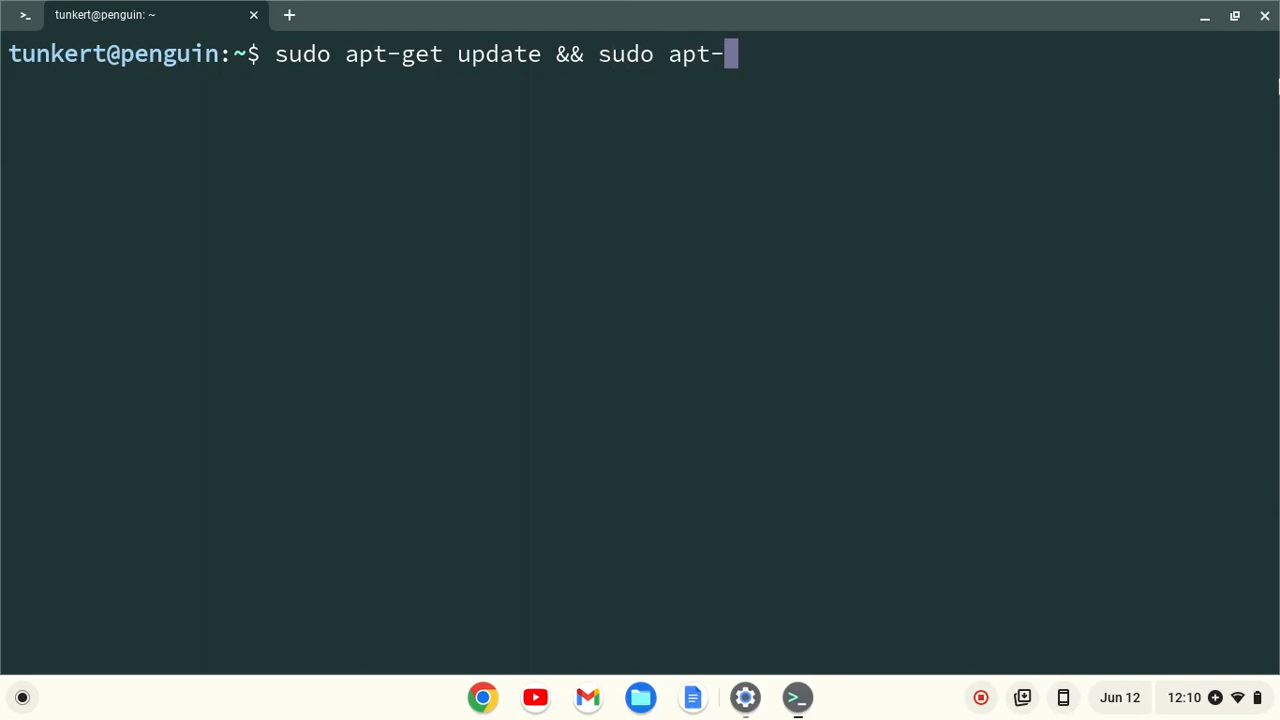 tunkert@penguin: ~
tunkert@penguin:~$ sudo apt-get update && sudo apt-
Jun 12
12:10